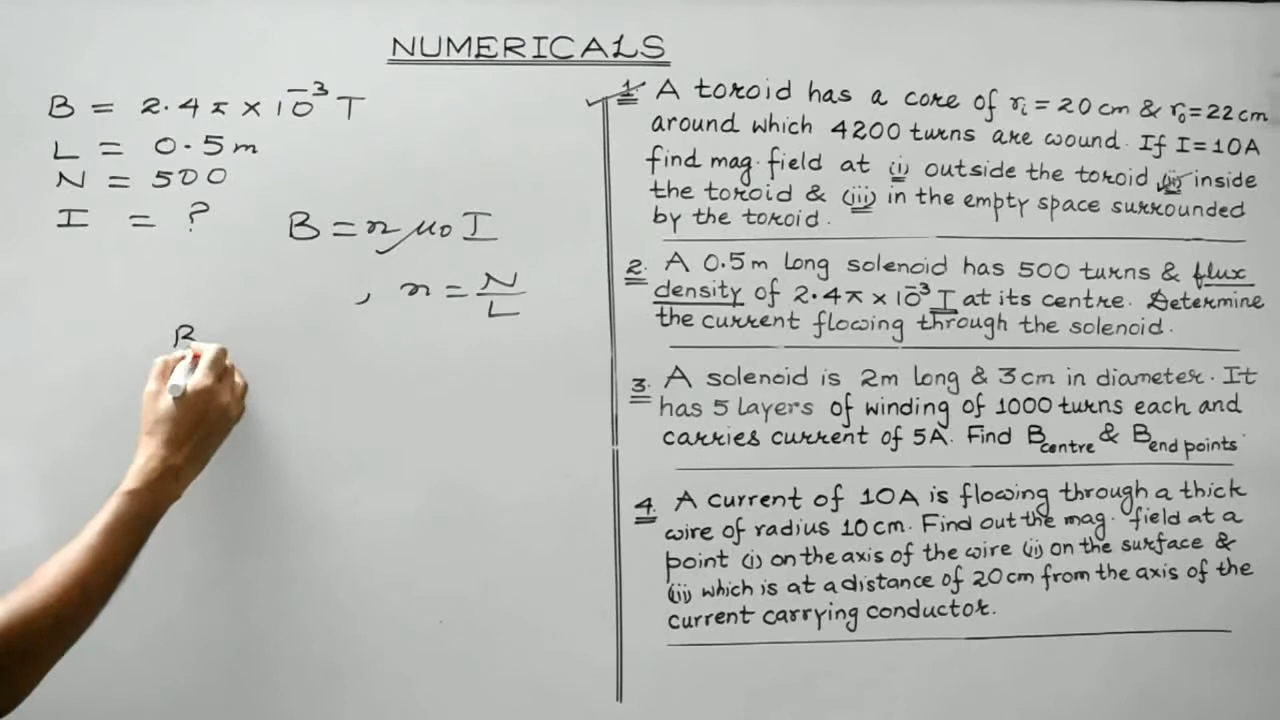 NUMERICALS
B = 2.4π × 10⁻³ T
L = 0.5 m
N = 500
I = ?
B = n μ₀ I
, n = N/L
B
1. A toroid has a core of rᵢ = 20 cm & r₀ = 22 cm
around which 4200 turns are wound. If I = 10A
find mag. field at (i) outside the toroid (ii) inside
the toroid & (iii) in the empty space surrounded
by the toroid.
2. A 0.5 m long solenoid has 500 turns & flux
density of 2.4π × 10⁻³ T at its centre. Determine
the current flowing through the solenoid.
3. A solenoid is 2m long & 3 cm in diameter. It
has 5 layers of winding of 1000 turns each and
carries current of 5A. Find Bcentre & Bend points
4. A current of 10A is flowing through a thick
wire of radius 10 cm. Find out the mag. field at a
point (i) on the axis of the wire (ii) on the surface &
(iii) which is at a distance of 20 cm from the axis of the
current carrying conductor.